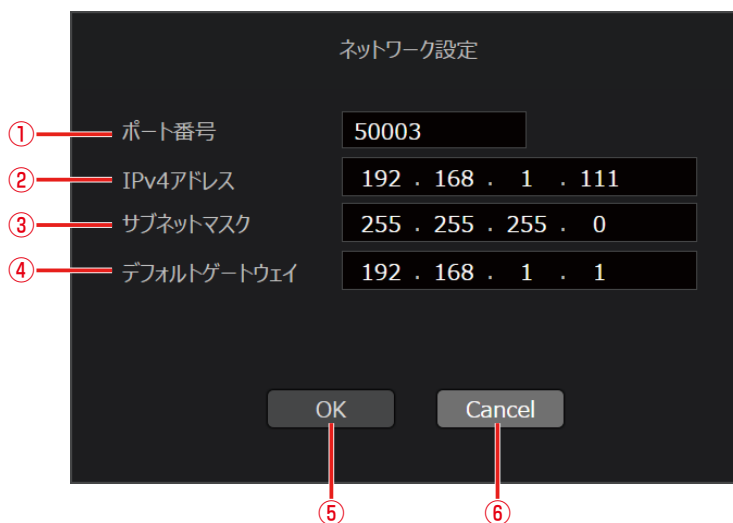 ネットワーク設定
① ポート番号 50003
② IPv4アドレス 192 . 168 . 1 . 111
③ サブネットマスク 255 . 255 . 255 . 0
④ デフォルトゲートウェイ 192 . 168 . 1 . 1
OK Cancel
⑤ ⑥